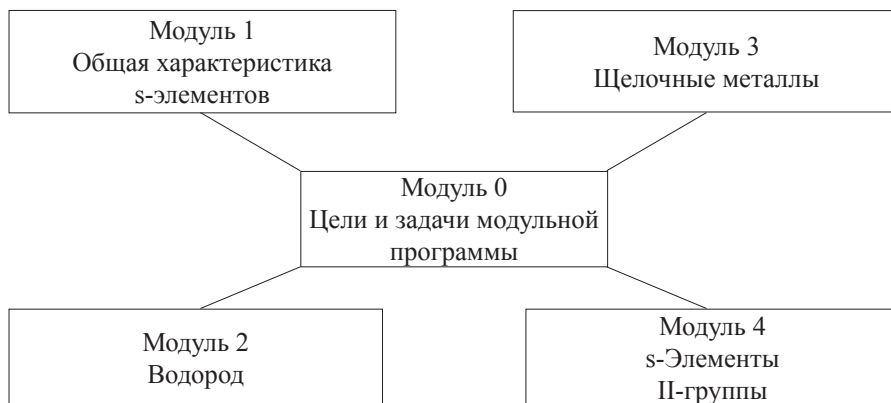 Модуль 1
Общая характеристика
s-элементов
Модуль 3
Щелочные металлы
Модуль 0
Цели и задачи модульной
программы
Модуль 2
Водород
Модуль 4
s-Элементы
II-группы